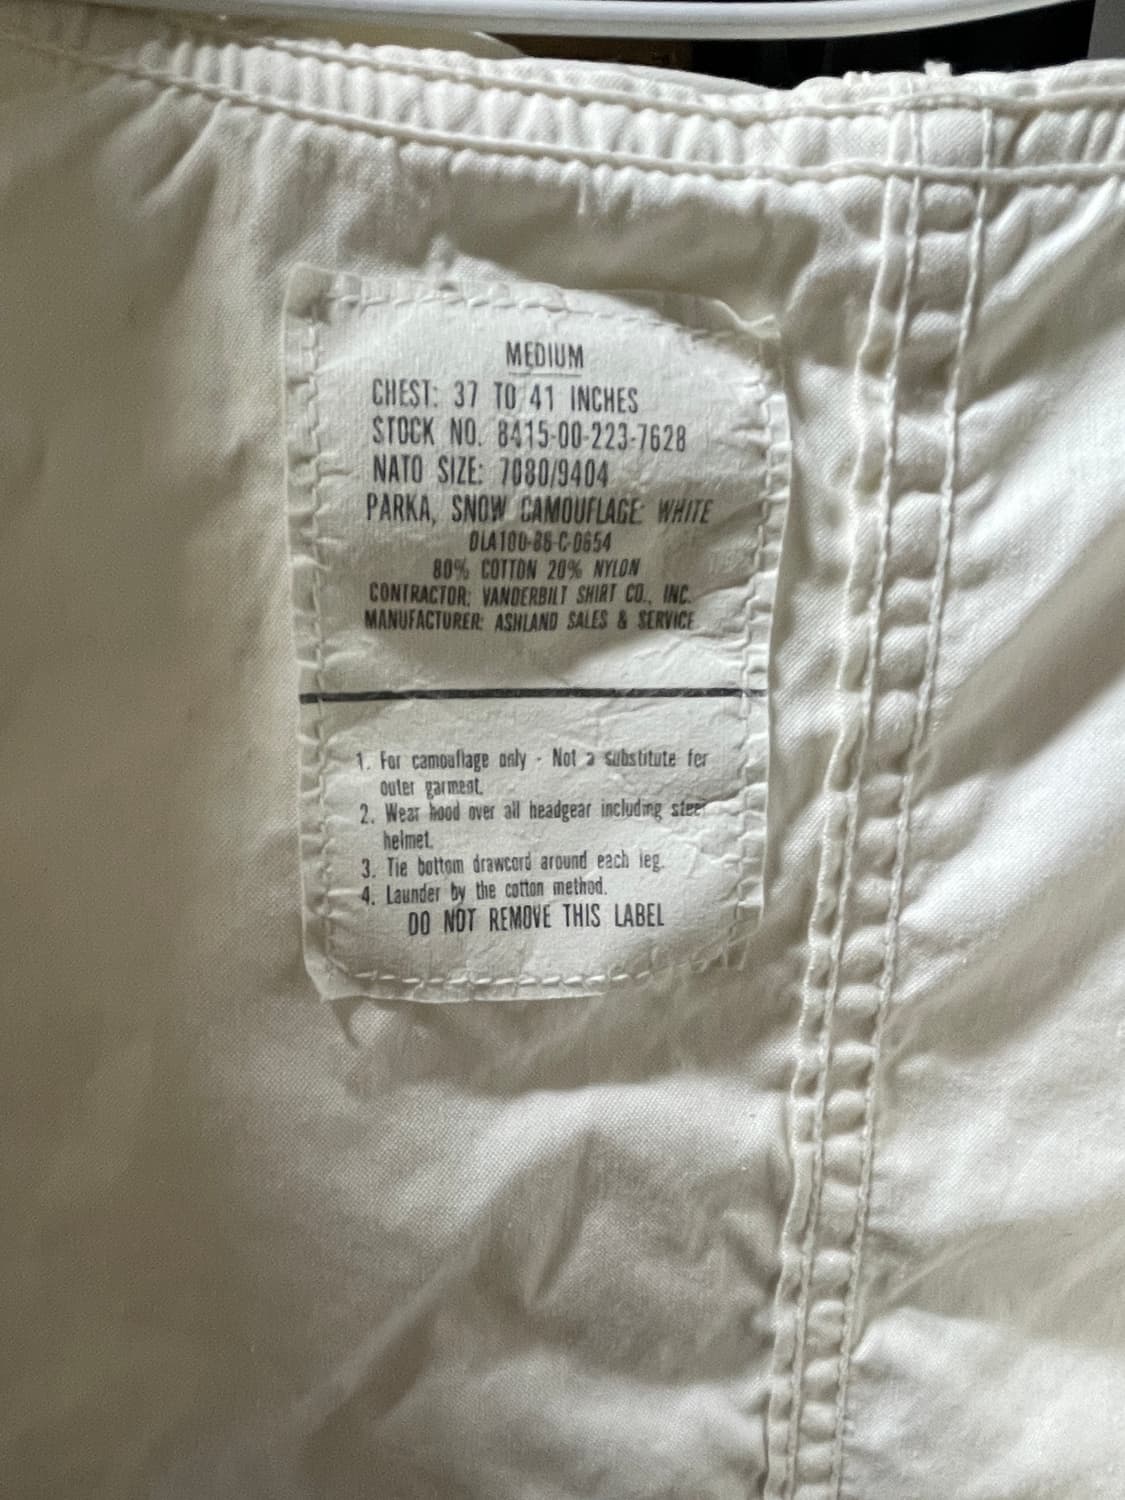 MEDIUM
CHEST: 37 TO 41 INCHES
STOCK NO. 8415-00-223-7628
NATO SIZE: 7080/9404
PARKA, SNOW CAMOUFLAGE: WHITE
DLA100-86-C-0654
80% COTTON 20% NYLON
CONTRACTOR: VANDERBILT SHIRT CO., INC.
MANUFACTURER: ASHLAND SALES & SERVICE
1. For camouflage only - Not a substitute for
outer garment.
2. Wear hood over all headgear including steel
helmet.
3. Tie bottom drawcord around each leg.
4. Launder by the cotton method.
DO NOT REMOVE THIS LABEL